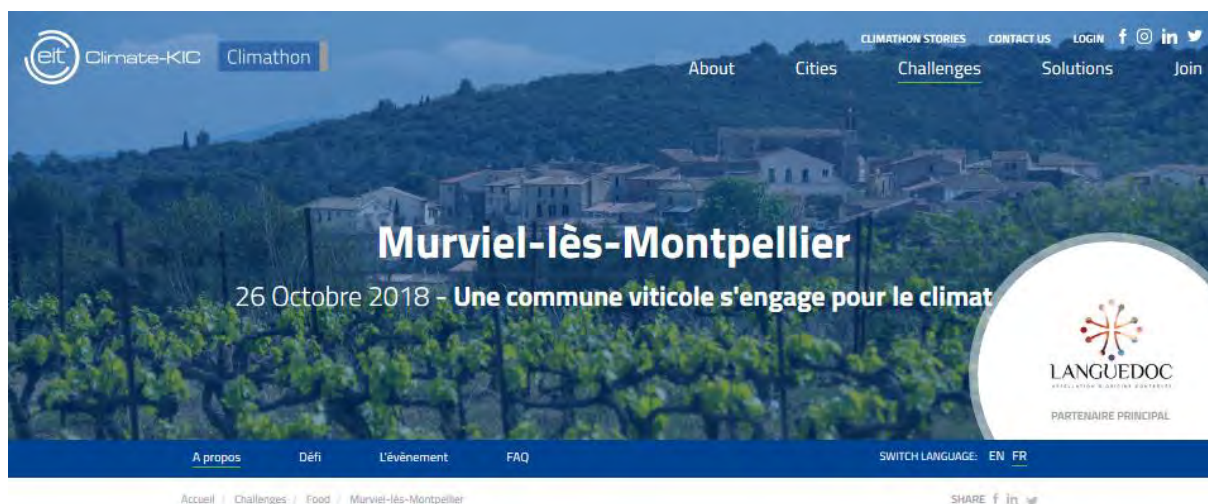 CLIMATHON STORIES CONTACT US LOGIN
eit Climate-KIC Climathon
About Cities Challenges Solutions Join
Murviel-lès-Montpellier
26 Octobre 2018 - Une commune viticole s'engage pour le climat
LANGUEDOC
PARTENAIRE PRINCIPAL
A propos Défi L'évènement FAQ SWITCH LANGUAGE: EN FR
Accueil / Challenges / Food / Murviel-lès-Montpellier SHARE